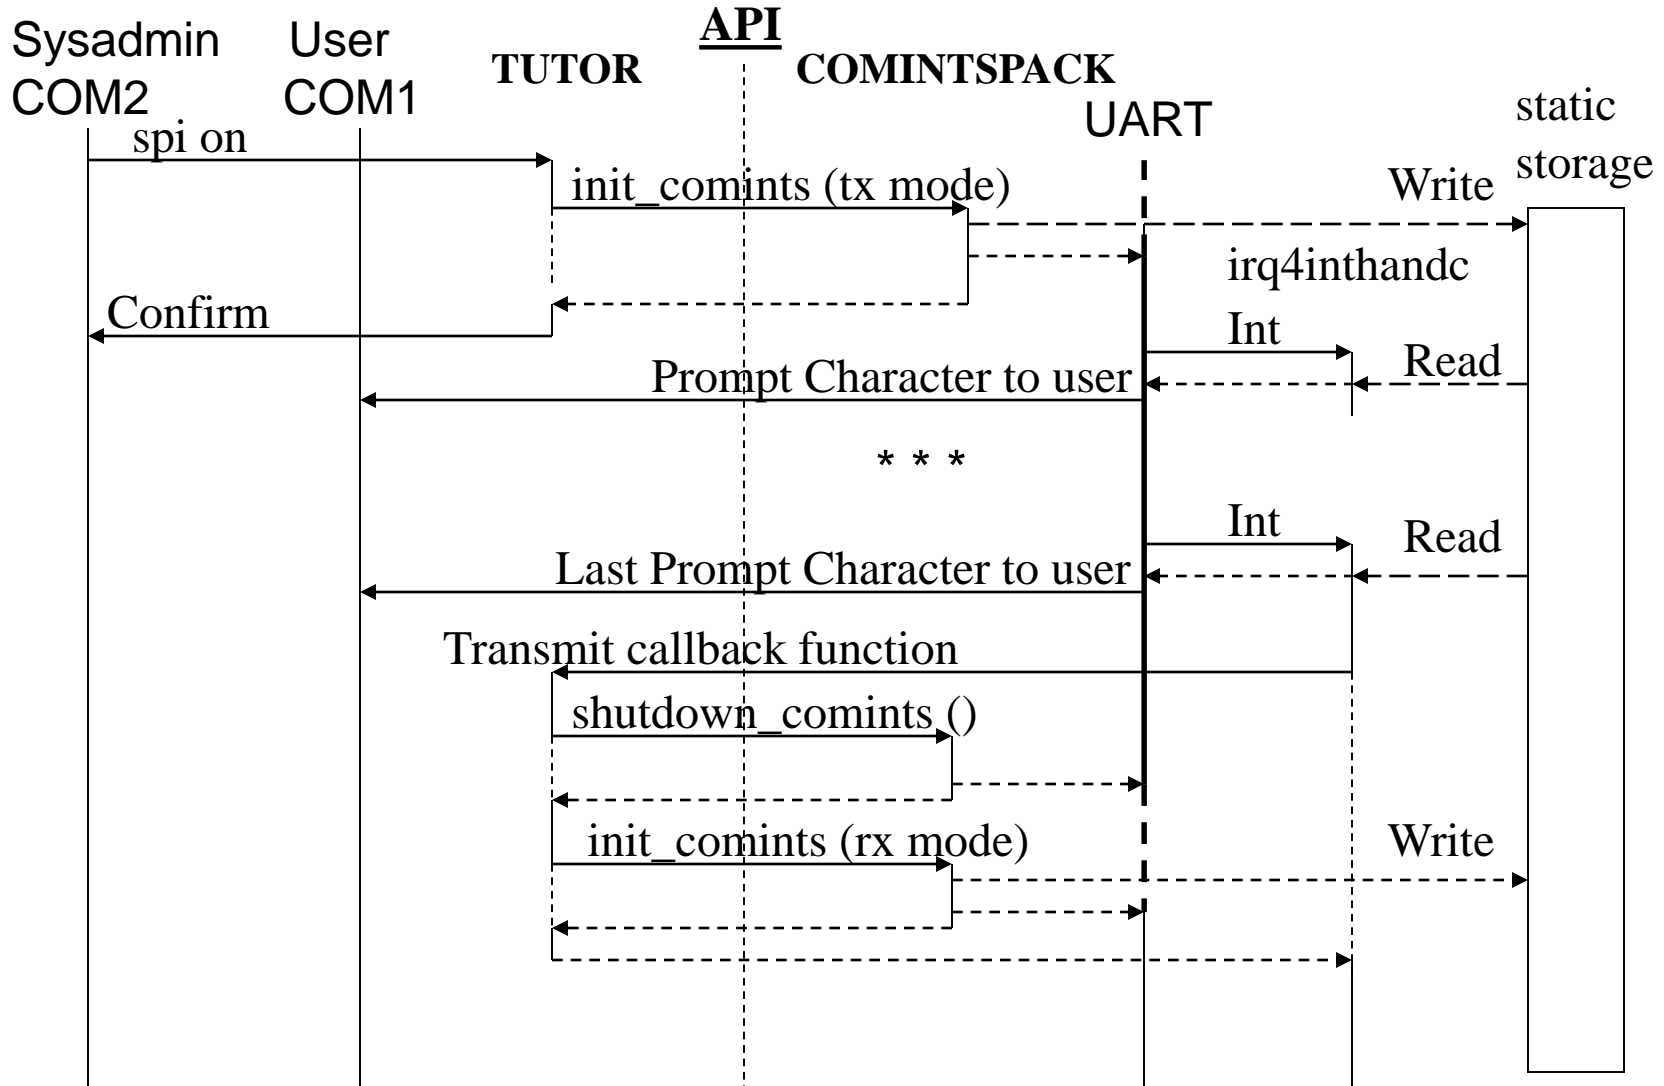 API
Sysadmin
COM2
User
COM1
TUTOR
COMINTSPACK
UART
static
storage
spi on
init_comints (tx mode)
Write
irq4inthandc
Confirm
Int
Read
Prompt Character to user
* * *
Int
Read
Last Prompt Character to user
Transmit callback function
shutdown_comints ()
init_comints (rx mode)
Write